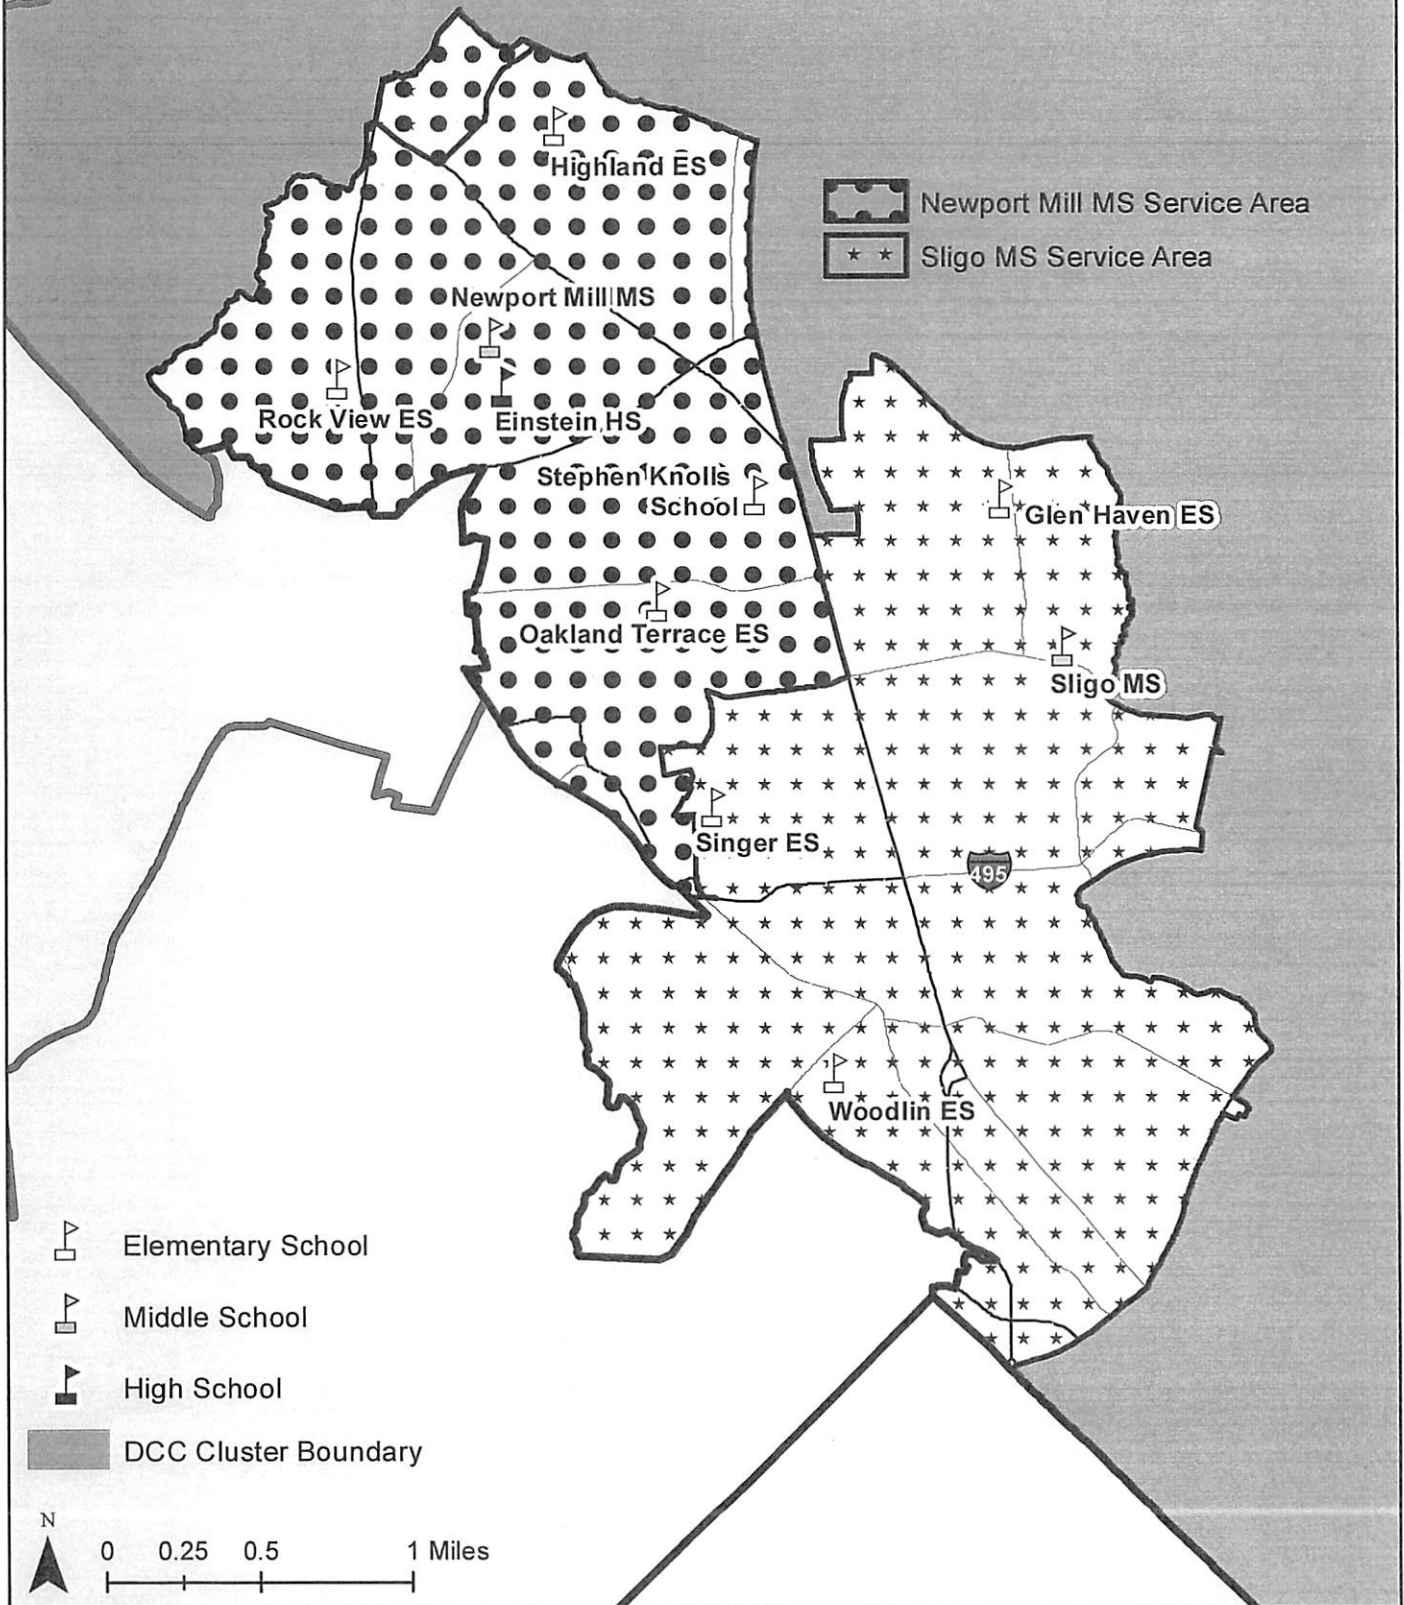 Highland ES
Newport Mill MS Service Area
Sligo MS Service Area
Newport Mill MS
Rock View ES
Einstein HS
Stephen Knolls
School
Glen Haven ES
Oakland Terrace ES
Sligo MS
Singer ES
495
Woodlin ES
Elementary School
Middle School
High School
DCC Cluster Boundary
N
0 0.25 0.5 1 Miles